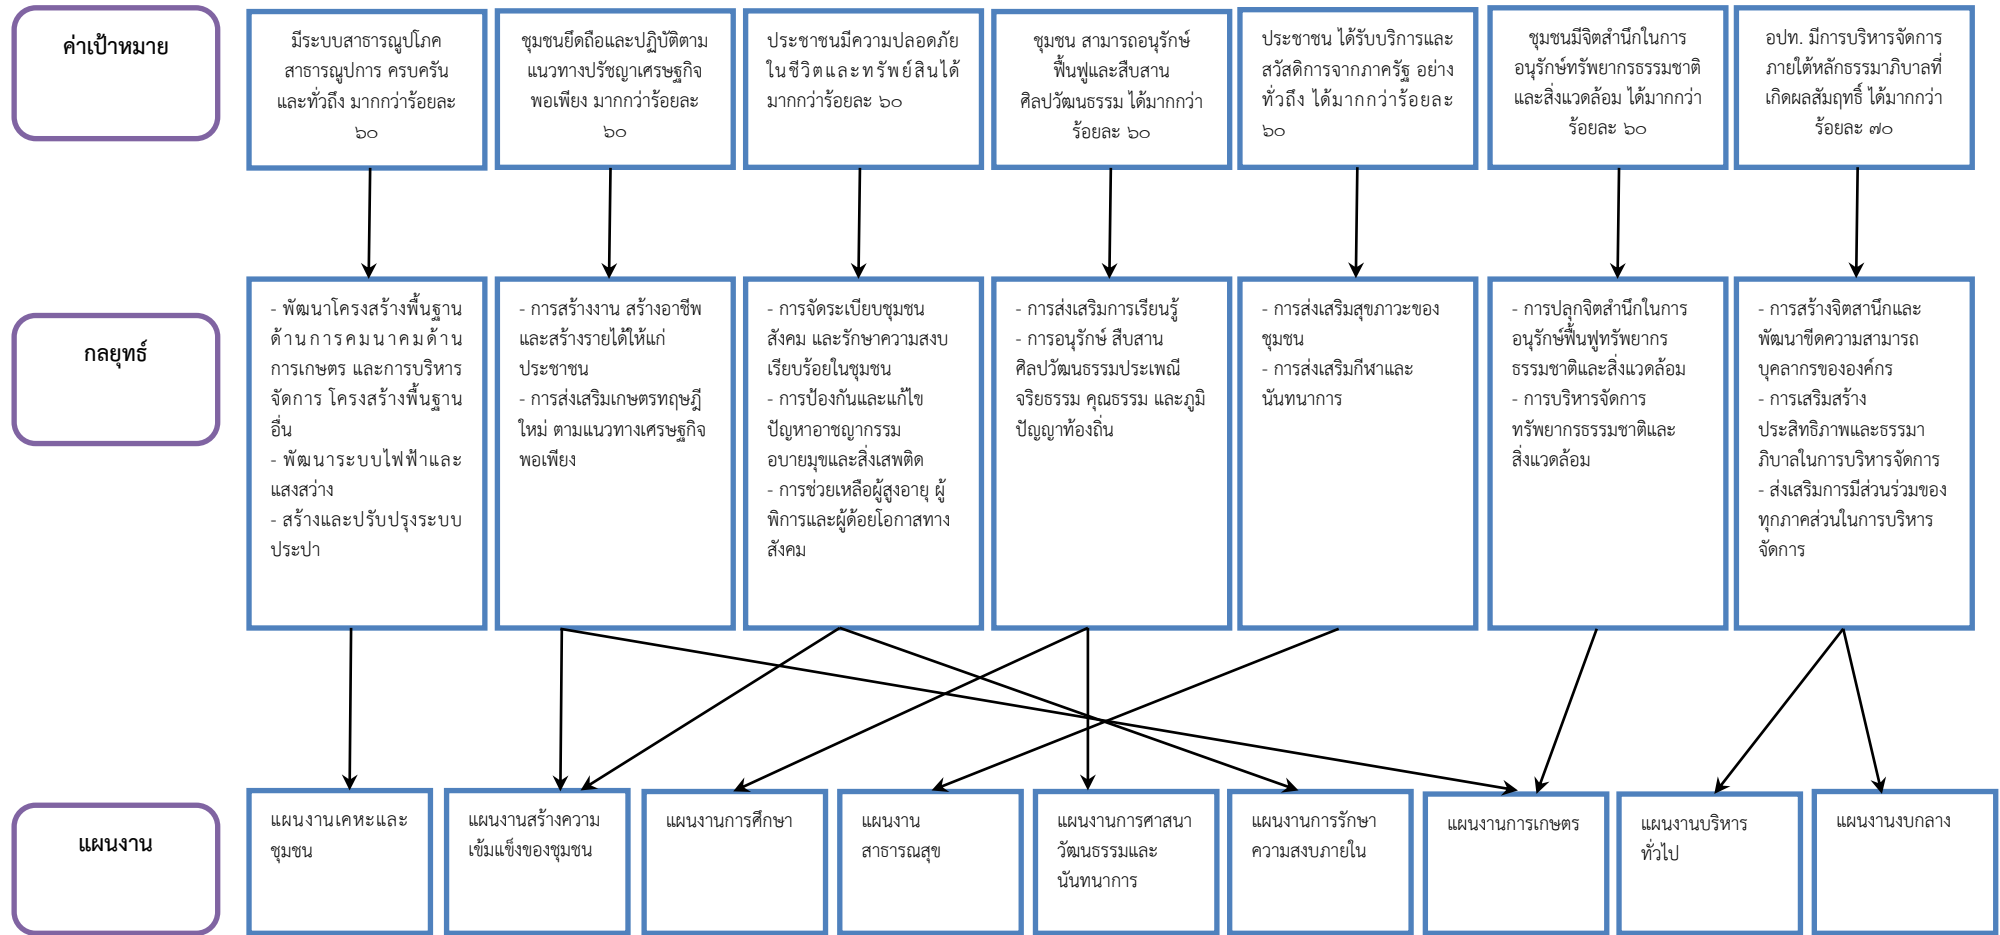 ค่าเป้าหมาย
มีระบบสาธารณูปโภค
สาธารณูปการ ครบครัน
และทั่วถึง มากกว่าร้อยละ
๖๐
ชุมชนยึดถือและปฏิบัติตาม
แนวทางปรัชญาเศรษฐกิจ
พอเพียง มากกว่าร้อยละ
๖๐
ประชาชนมีความปลอดภัย
ในชีวิตและทรัพย์สินได้
มากกว่าร้อยละ ๖๐
ชุมชน สามารถอนุรักษ์
ฟื้นฟูและสืบสาน
ศิลปวัฒนธรรม ได้มากกว่า
ร้อยละ ๖๐
ประชาชน ได้รับบริการและ
สวัสดิการจากภาครัฐ อย่าง
ทั่วถึง ได้มากกว่าร้อยละ
๖๐
ชุมชนมีจิตสำนึกในการ
อนุรักษ์ทรัพยากรธรรมชาติ
และสิ่งแวดล้อม ได้มากกว่า
ร้อยละ ๖๐
อปท. มีการบริหารจัดการ
ภายใต้หลักธรรมาภิบาลที่
เกิดผลสัมฤทธิ์ ได้มากกว่า
ร้อยละ ๗๐
กลยุทธ์
- พัฒนาโครงสร้างพื้นฐาน
ด้านการคมนาคมด้าน
การเกษตร และการบริหาร
จัดการ โครงสร้างพื้นฐาน
อื่น
- พัฒนาระบบไฟฟ้าและ
แสงสว่าง
- สร้างและปรับปรุงระบบ
ประปา
- การสร้างงาน สร้างอาชีพ
และสร้างรายได้ให้แก่
ประชาชน
- การส่งเสริมเกษตรทฤษฎี
ใหม่ ตามแนวทางเศรษฐกิจ
พอเพียง
- การจัดระเบียบชุมชน
สังคม และรักษาความสงบ
เรียบร้อยในชุมชน
- การป้องกันและแก้ไข
ปัญหาอาชญากรรม
อบายมุขและสิ่งเสพติด
- การช่วยเหลือผู้สูงอายุ ผู้
พิการและผู้ด้อยโอกาสทาง
สังคม
- การส่งเสริมการเรียนรู้
- การอนุรักษ์ สืบสาน
ศิลปวัฒนธรรมประเพณี
จริยธรรม คุณธรรม และภูมิ
ปัญญาท้องถิ่น
- การส่งเสริมสุขภาวะของ
ชุมชน
- การส่งเสริมกีฬาและ
นันทนาการ
- การปลุกจิตสำนึกในการ
อนุรักษ์ฟื้นฟูทรัพยากร
ธรรมชาติและสิ่งแวดล้อม
- การบริหารจัดการ
ทรัพยากรธรรมชาติและ
สิ่งแวดล้อม
- การสร้างจิตสานึกและ
พัฒนาขีดความสามารถ
บุคลากรขององค์กร
- การเสริมสร้าง
ประสิทธิภาพและธรรมา
ภิบาลในการบริหารจัดการ
- ส่งเสริมการมีส่วนร่วมของ
ทุกภาคส่วนในการบริหาร
จัดการ
แผนงาน
แผนงานเคหะและ
ชุมชน
แผนงานสร้างความ
เข้มแข็งของชุมชน
แผนงานการศึกษา
แผนงาน
สาธารณสุข
แผนงานการศาสนา
วัฒนธรรมและ
นันทนาการ
แผนงานการรักษา
ความสงบภายใน
แผนงานการเกษตร
แผนงานบริหาร
ทั่วไป
แผนงานงบกลาง